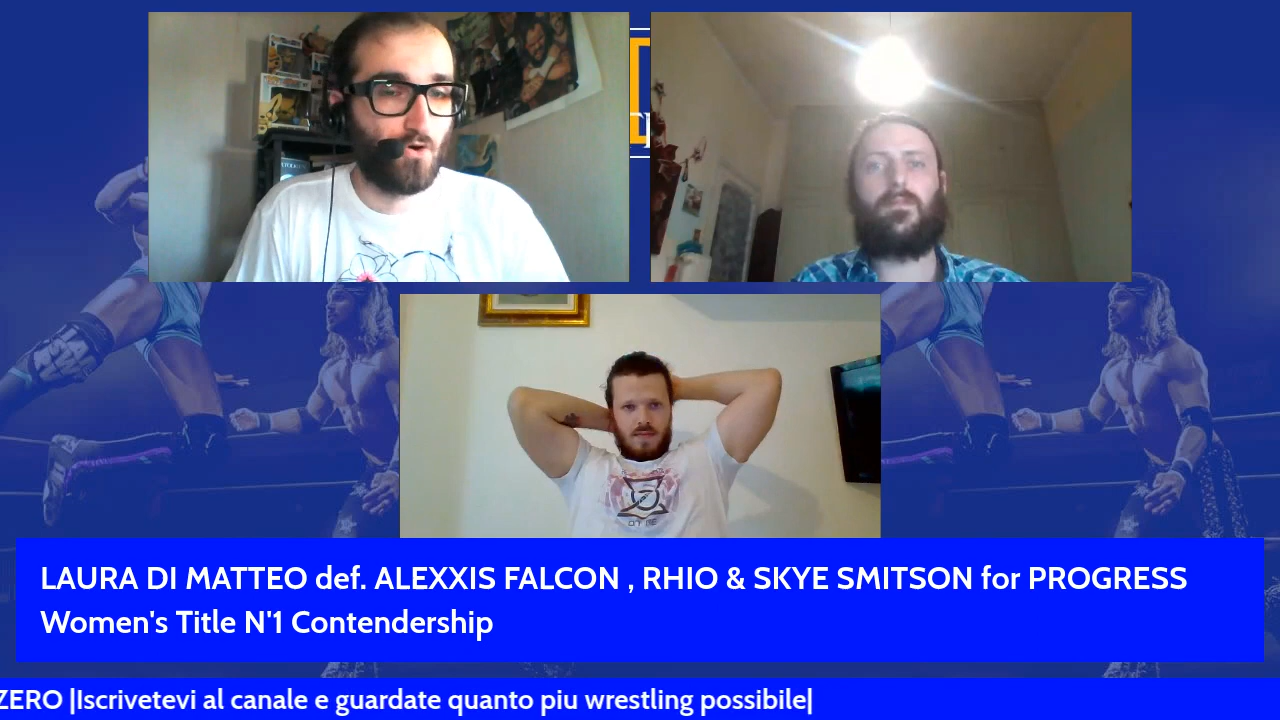 LAURA DI MATTEO def. ALEXXIS FALCON , RHIO & SKYE SMITSON for PROGRESS
Women's Title N'1 Contendership
ZERO |Iscrivetevi al canale e guardate quanto piu wrestling possibile|